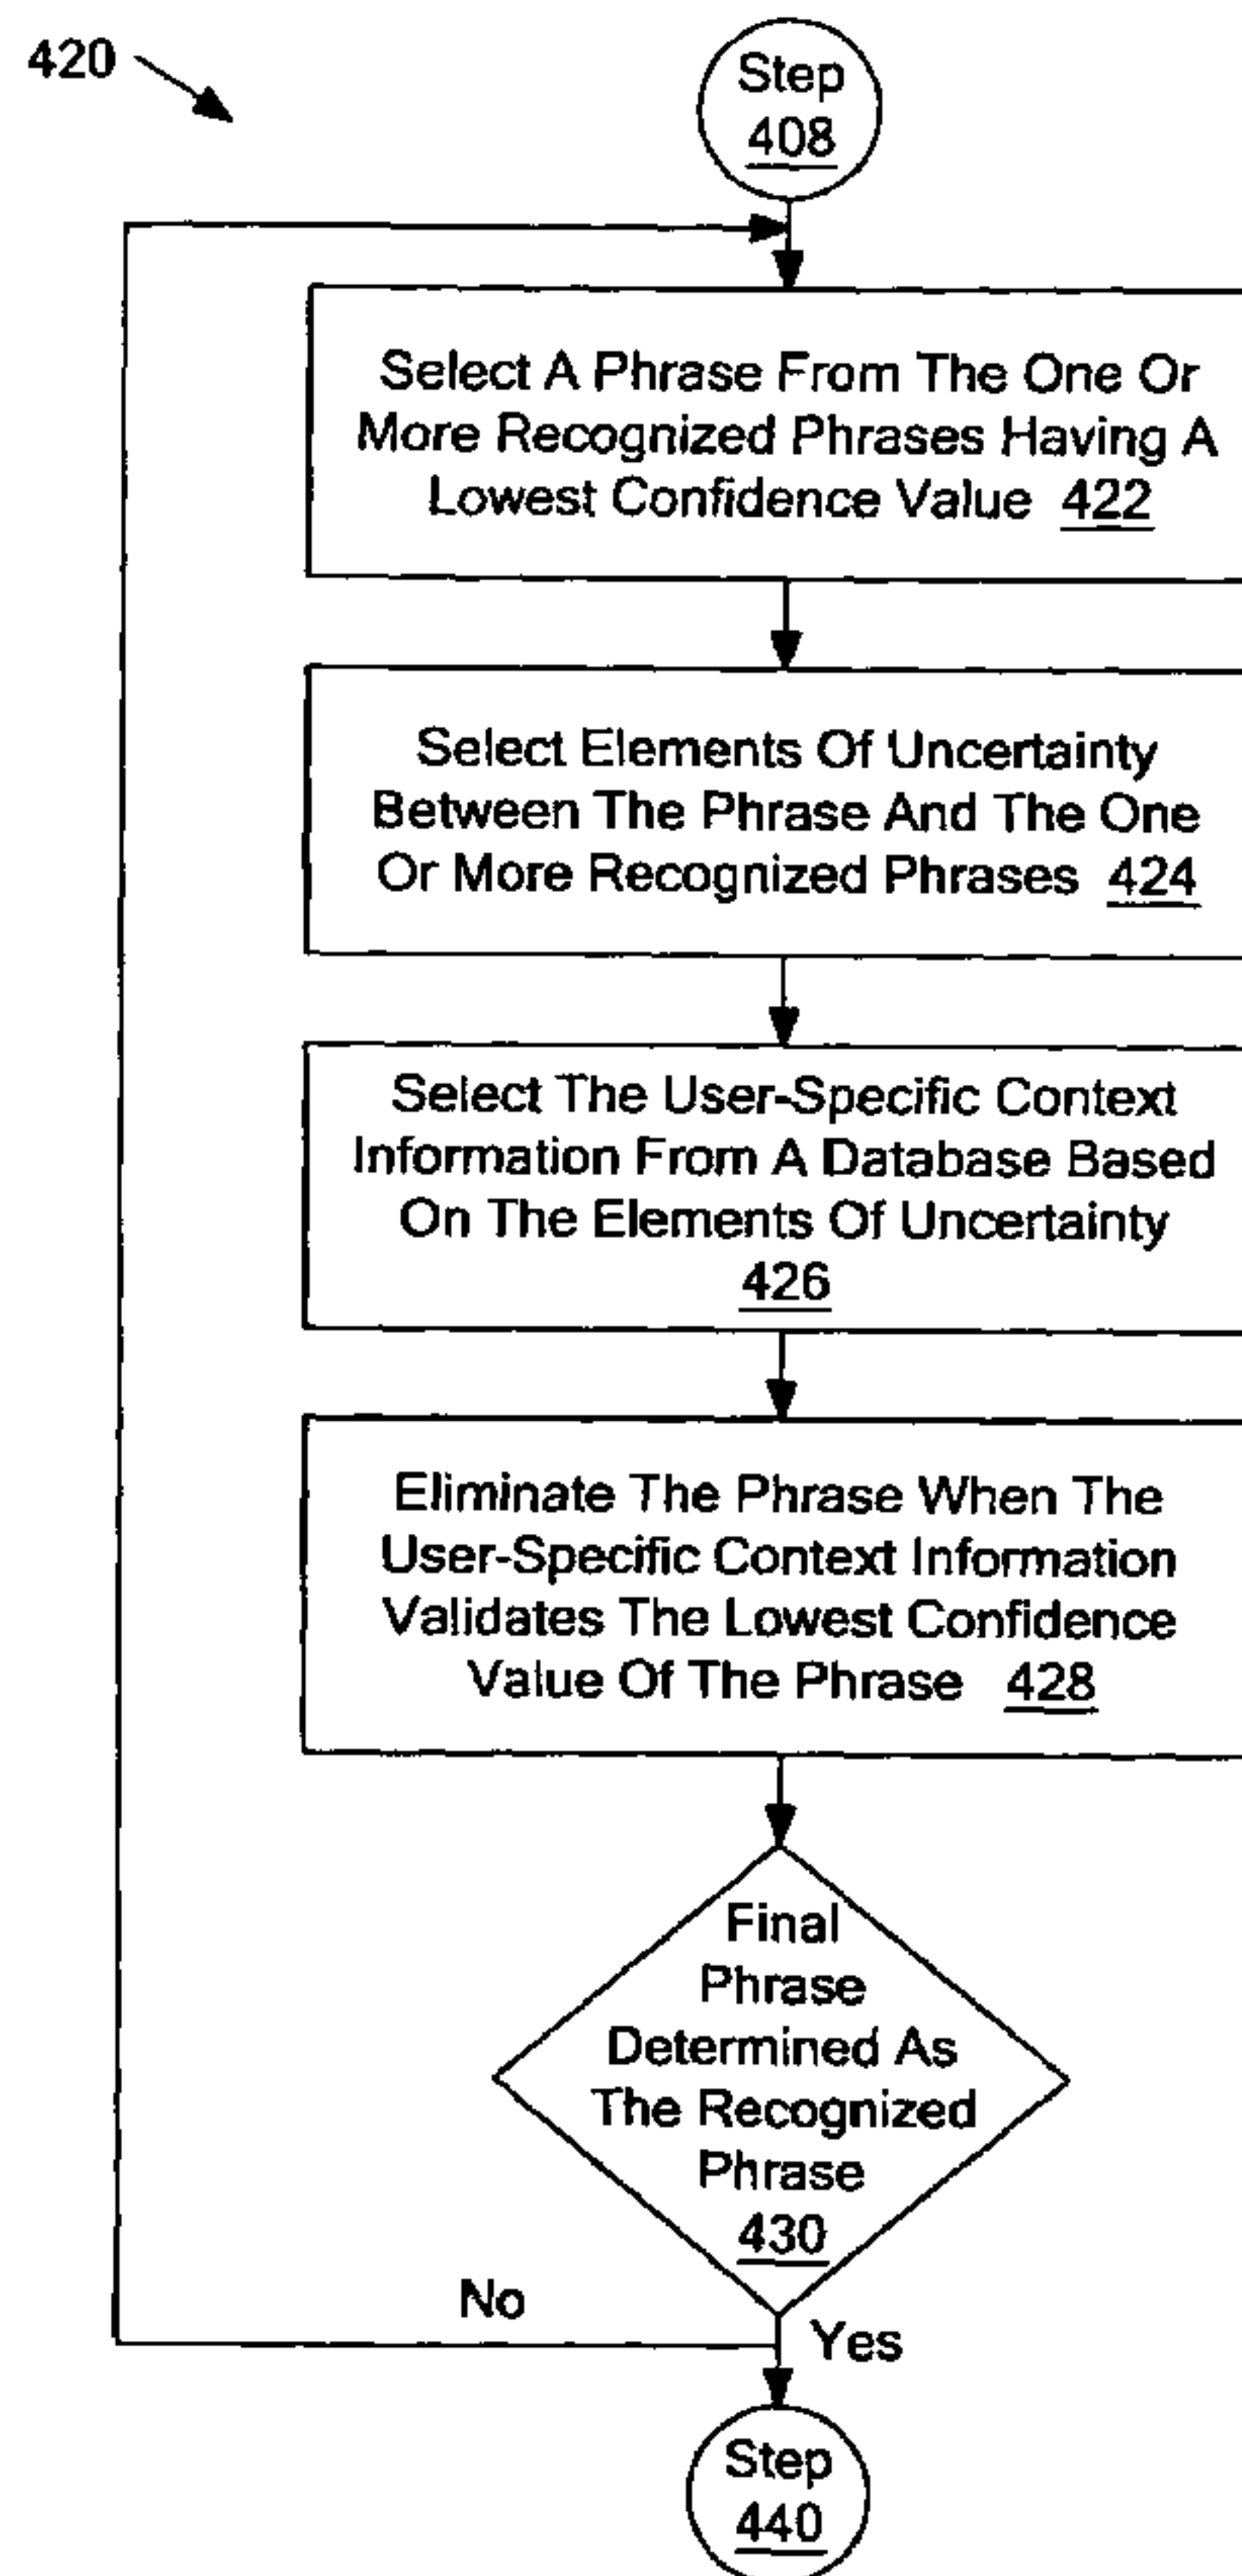 420
Step
408
Select A Phrase From The One Or
More Recognized Phrases Having A
Lowest Confidence Value 422
Select Elements Of Uncertainty
Between The Phrase And The One
Or More Recognized Phrases 424
Select The User-Specific Context
Information From A Database Based
On The Elements Of Uncertainty
426
Eliminate The Phrase When The
User-Specific Context Information
Validates The Lowest Confidence
Value Of The Phrase 428
Final
Phrase
Determined As
The Recognized
Phrase
430
No
Yes
Step
440